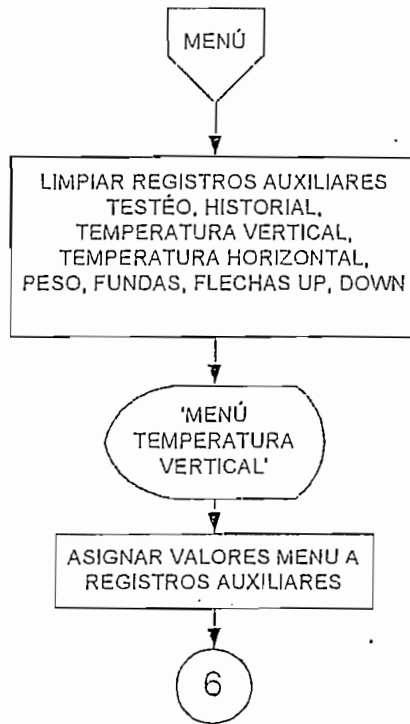 MENÚ
LIMPIAR REGISTROS AUXILIARES
TESTÉO, HISTORIAL,
TEMPERATURA VERTICAL,
TEMPERATURA HORIZONTAL,
PESO, FUNDAS, FLECHAS UP, DOWN
'MENÚ
TEMPERATURA
VERTICAL'
ASIGNAR VALORES MENU A
REGISTROS AUXILIARES
6